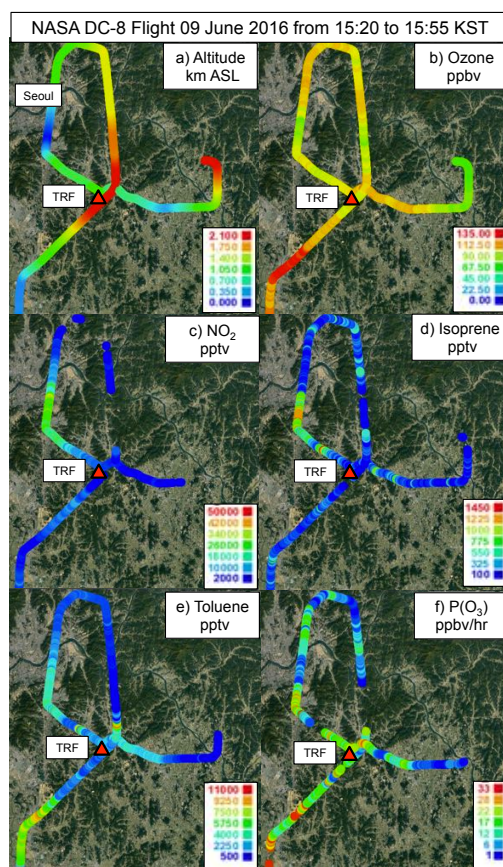 NASA DC-8 Flight 09 June 2016 from 15:20 to 15:55 KST
a) Altitude
km ASL
Seoul
TRF
2.100
1.750
1.400
1.050
0.700
0.350
0.000
b) Ozone
ppbv
TRF
135.00
112.50
90.00
67.50
45.00
22.50
0.00
c) NO₂
pptv
TRF
50000
42000
34000
26000
18000
10000
2000
d) Isoprene
pptv
TRF
1450
1225
1000
775
550
325
100
e) Toluene
pptv
TRF
11000
9250
7500
5750
4000
2250
500
f) P(O₃)
ppbv/hr
TRF
33
28
22
17
12
6
1